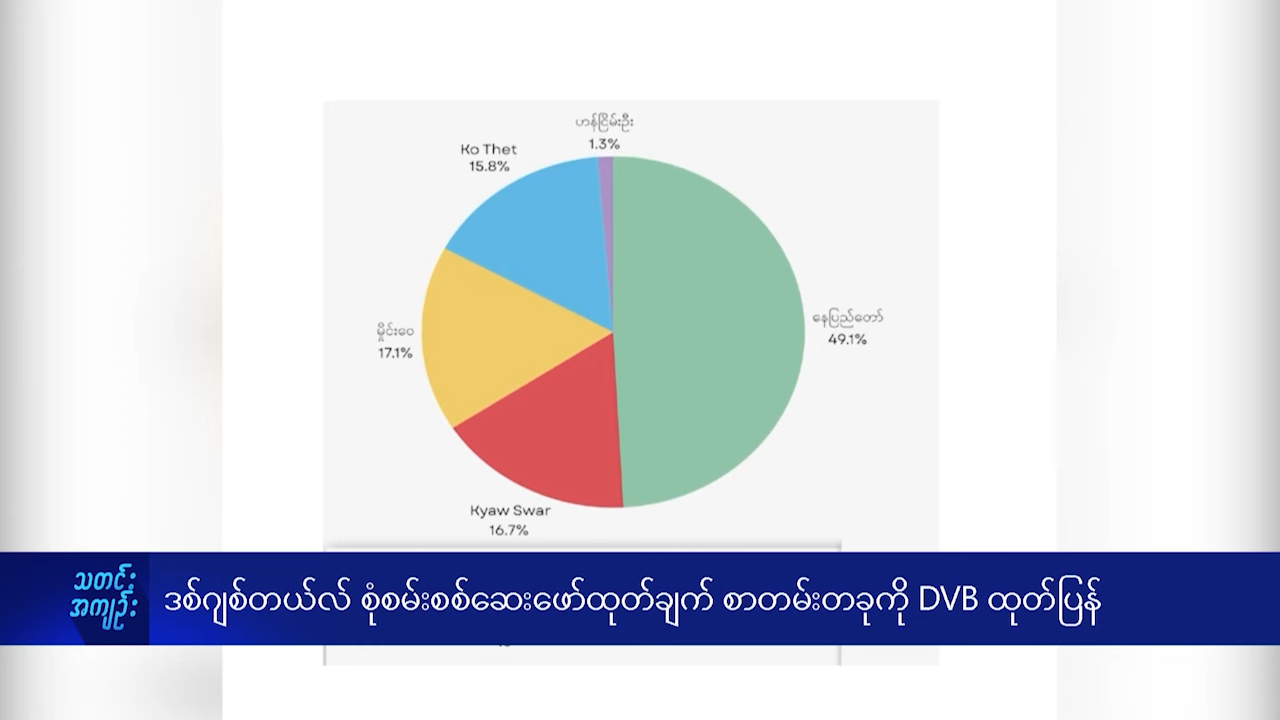 ဟန်ငြိမ်းဦး
1.3%
Ko Thet
15.8%
နေပြည်တော်
49.1%
မှိုင်းဝေ
17.1%
Kyaw Swar
16.7%
သတင်း
အကျဉ်း
ဒစ်ဂျစ်တယ်လ် စုံစမ်းစစ်ဆေးဖော်ထုတ်ချက် စာတမ်းတခုကို DVB ထုတ်ပြန်